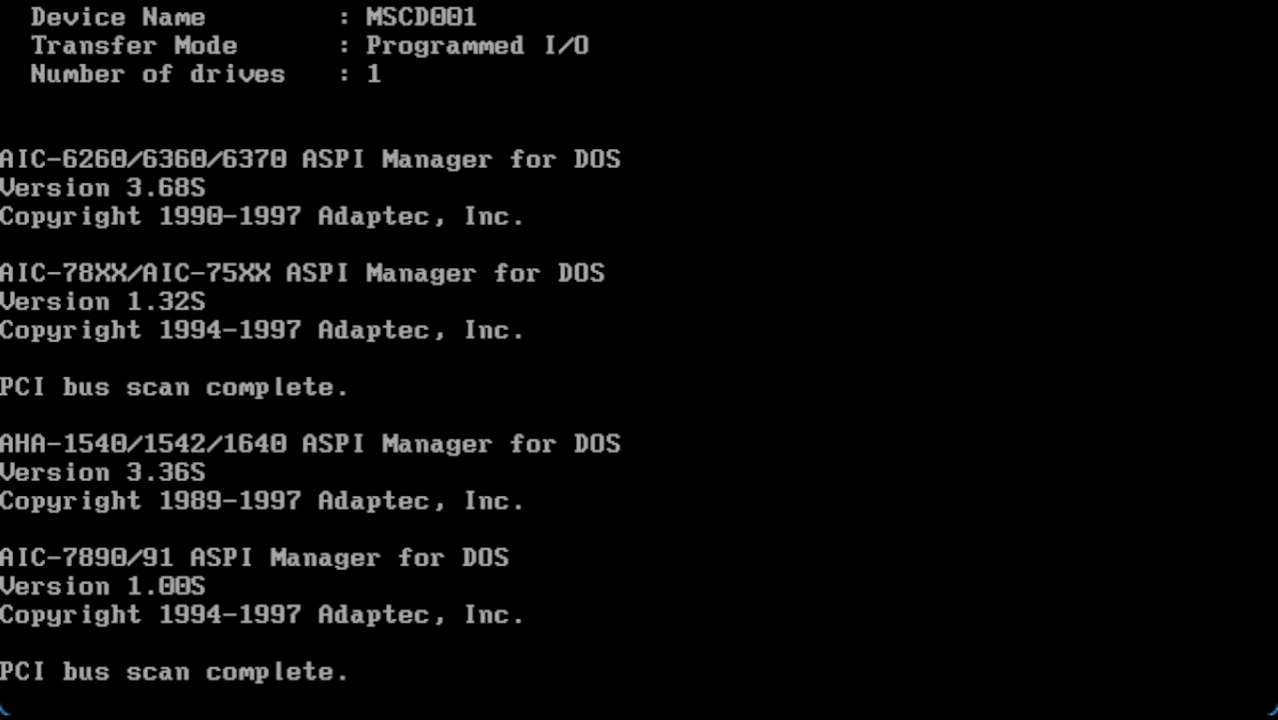 Device Name : MSCD001
Transfer Mode : Programmed I/O
Number of drives : 1
AIC-6260/6360/6370 ASPI Manager for DOS
Version 3.68S
Copyright 1990-1997 Adaptec, Inc.
AIC-78XX/AIC-75XX ASPI Manager for DOS
Version 1.32S
Copyright 1994-1997 Adaptec, Inc.
PCI bus scan complete.
AHA-1540/1542/1640 ASPI Manager for DOS
Version 3.36S
Copyright 1989-1997 Adaptec, Inc.
AIC-7890/91 ASPI Manager for DOS
Version 1.00S
Copyright 1994-1997 Adaptec, Inc.
PCI bus scan complete.